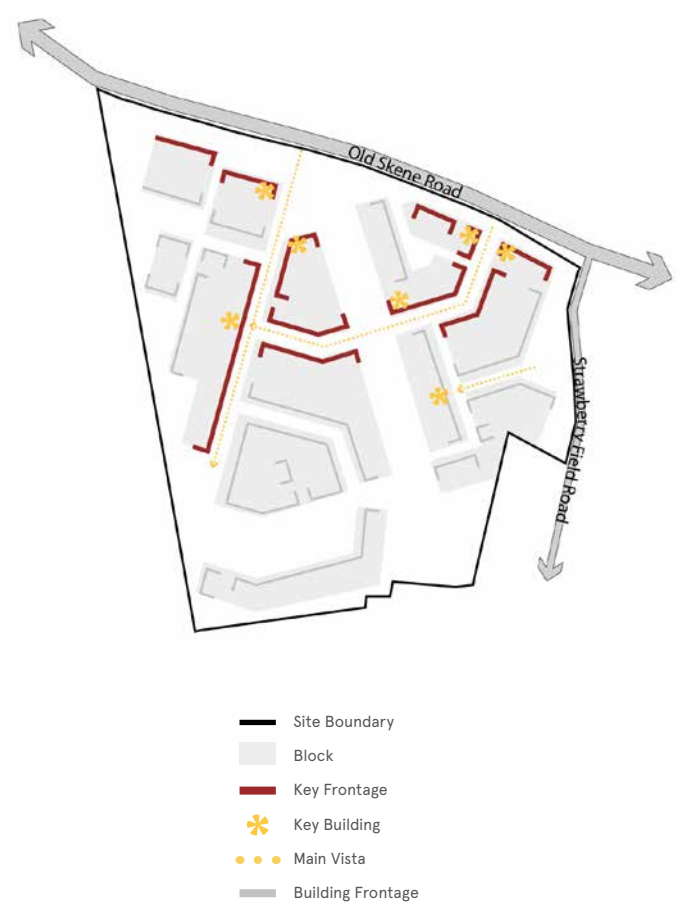 Old Skene Road
Strawberry Field Road
Site Boundary
Block
Key Frontage
Key Building
Main Vista
Building Frontage